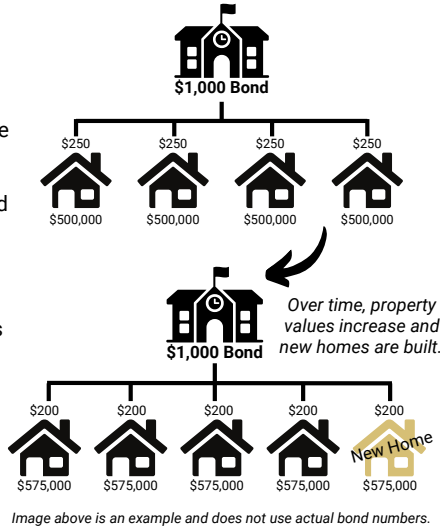 $1,000 Bond
e
$250 $250 $250 $250
d
$500,000 $500,000 $500,000 $500,000
Over time, property
values increase and
s
new homes are built.
$1,000 Bond
$200 $200 $200 $200 $200
New Home
$575,000 $575,000 $575,000 $575,000 $575,000
Image above is an example and does not use actual bond numbers.